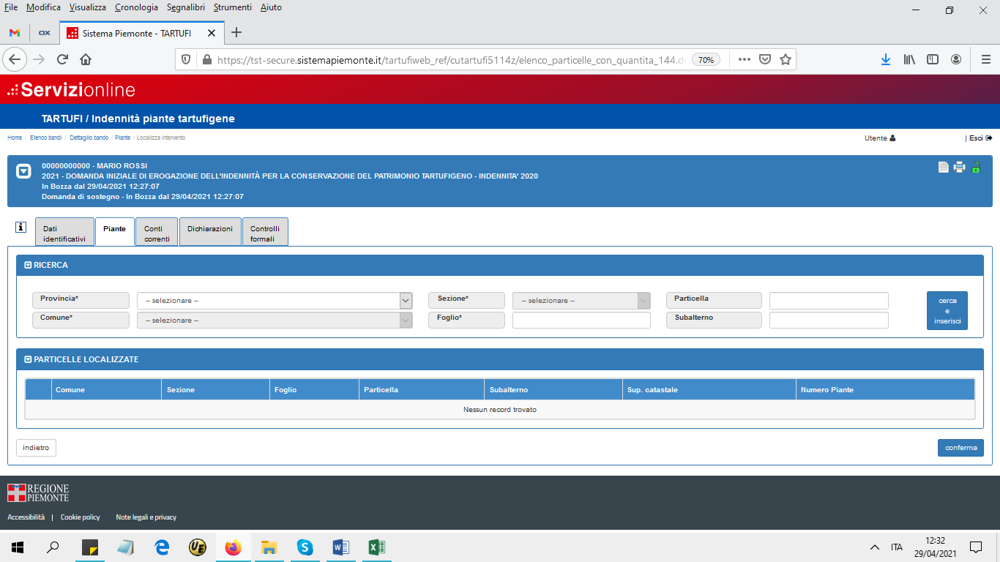 File Modifica Visualizza Cronologia Segnalibri Strumenti Aiuto
OX Sistema Piemonte - TARTUFI
https://tst-secure.sistemapiemonte.it/tartufiweb_ref/cutartufi5114z/elenco_particelle_con_quantita_144.do 70%
Servizionline
TARTUFI / Indennità piante tartufigene
Home / Elenco bandi / Dettaglio bando / Piante / Localizza intervento
Utente | Esci
00000000000 - MARIO ROSSI
2021 - DOMANDA INIZIALE DI EROGAZIONE DELL'INDENNITÀ PER LA CONSERVAZIONE DEL PATRIMONIO TARTUFIGENO - INDENNITA' 2020
In Bozza dal 29/04/2021 12:27:07
Domanda di sostegno - In Bozza dal 29/04/2021 12:27:07
Dati identificativi
Piante
Conti correnti
Dichiarazioni
Controlli formali
RICERCA
Provincia* -- selezionare -- Sezione* -- selezionare -- Particella
Comune* -- selezionare -- Foglio* Subalterno
cerca
e
inserisci
PARTICELLE LOCALIZZATE
Comune Sezione Foglio Particella Subalterno Sup. catastale Numero Piante
Nessun record trovato
indietro conferma
REGIONE
PIEMONTE
Accessibilità | Cookie policy Note legali e privacy
UE S W X ITA 12:32
29/04/2021